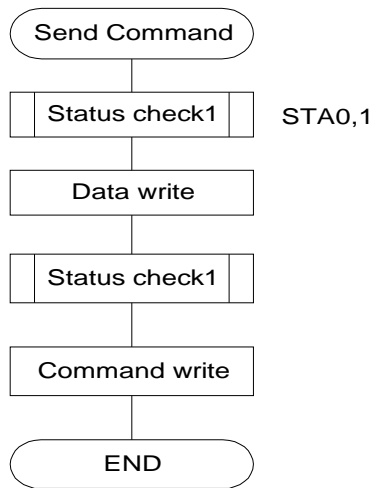 Send Command
Status check1
STA0,1
Data write
Status check1
Command write
END